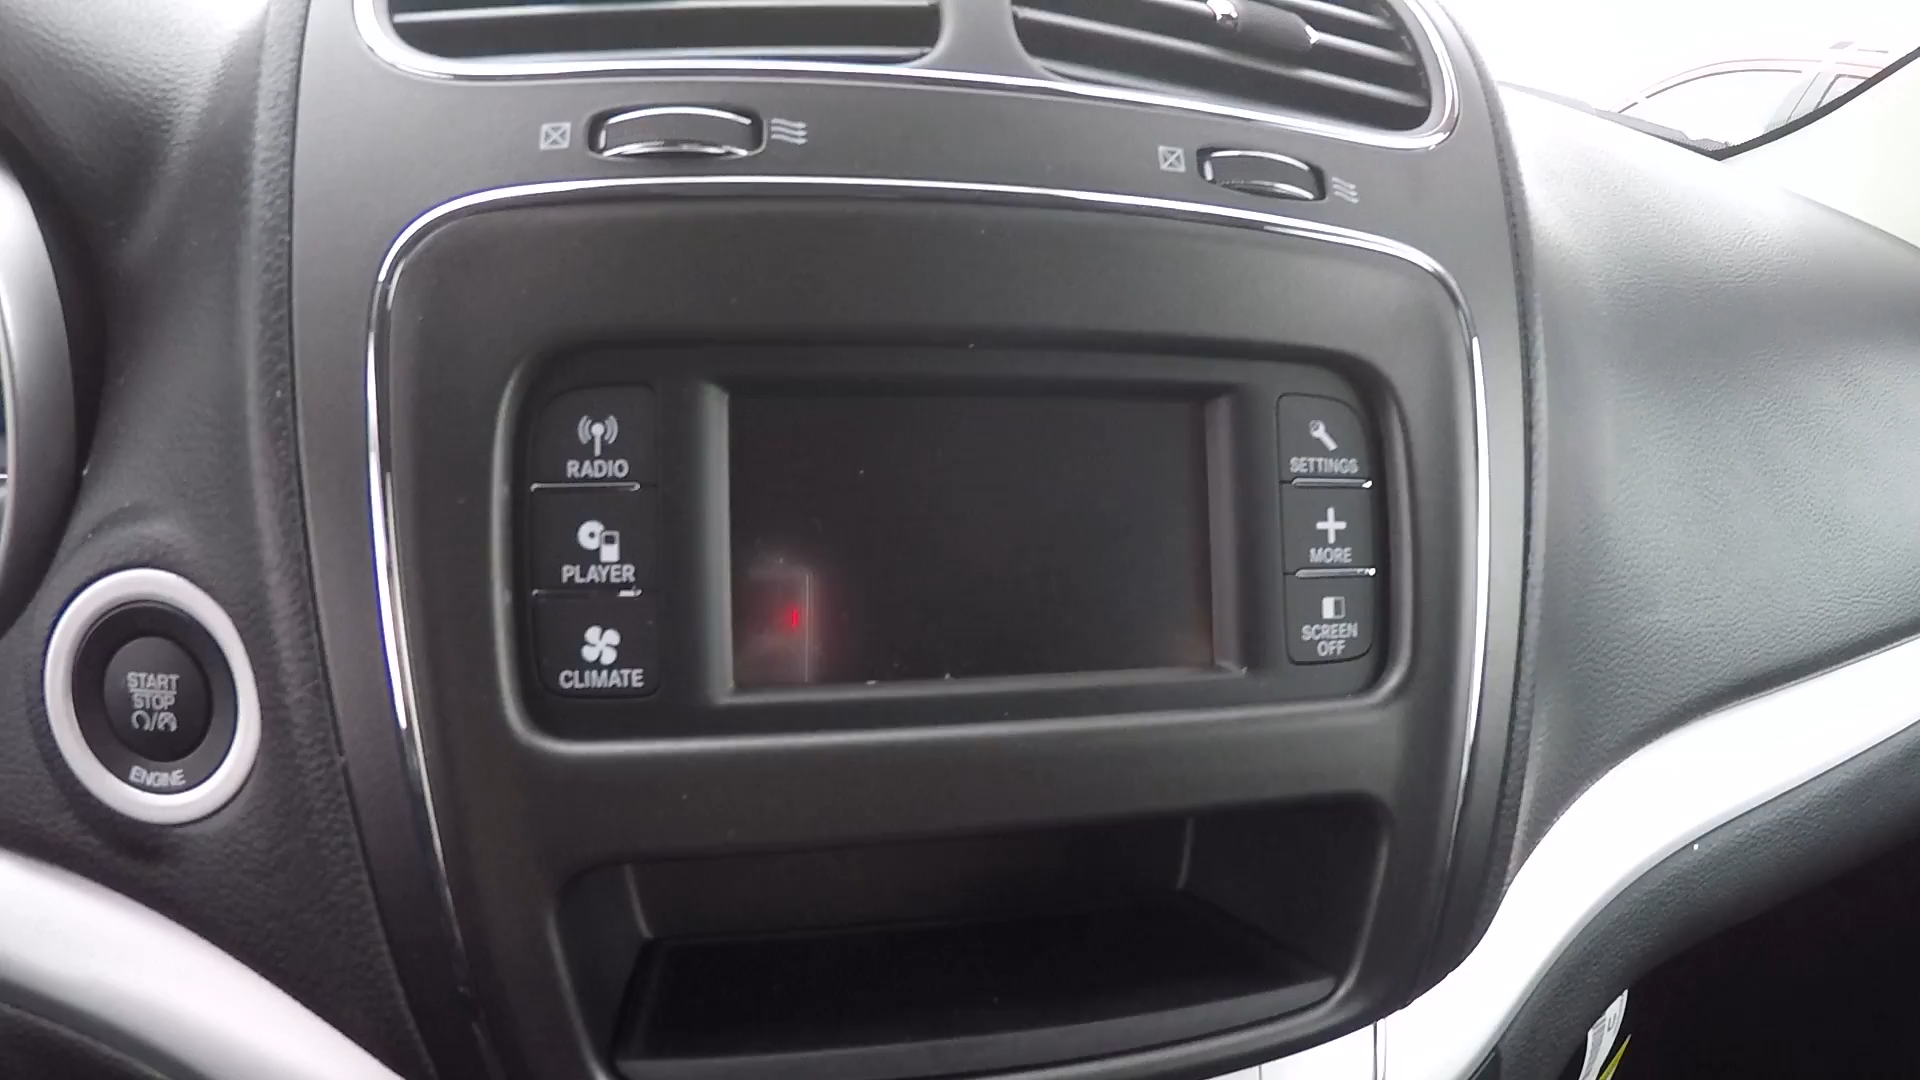 RADIO
PLAYER
CLIMATE
SETTINGS
MORE
SCREEN
OFF
START
STOP
ENGINE